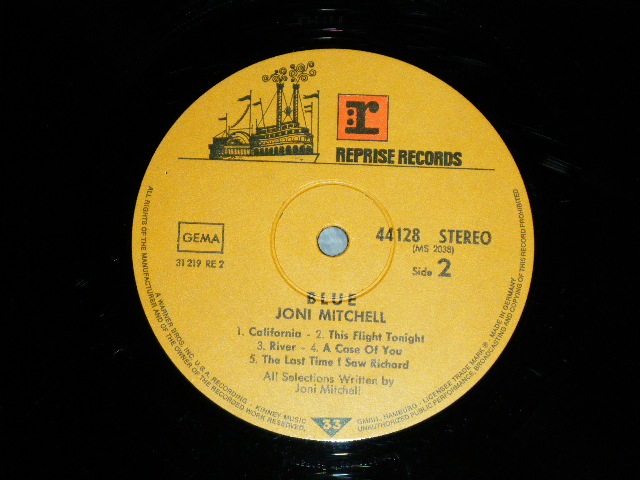 r
REPRISE RECORDS
GEMA
31 219 RE 2
44128 STEREO
(MS 2038)
Side 2
BLUE
JONI MITCHELL
1. California - 2. This Flight Tonight
3. River - 4. A Case Of You
5. The Last Time I Saw Richard
All Selections Written by
Joni Mitchell
33
ALL RIGHTS OF THE MANUFACTURER AND OF THE OWNER OF THE RECORDED WORK RESERVED.
A WARNER BROS. INC. U.S.A. RECORDING - KINNEY MUSIC GMBH, HAMBURG - LICENSEE TRADE MARK ® - MADE IN GERMANY
UNAUTHORIZED PUBLIC PERFORMANCE, BROADCASTING AND COPYING OF THIS RECORD PROHIBITED